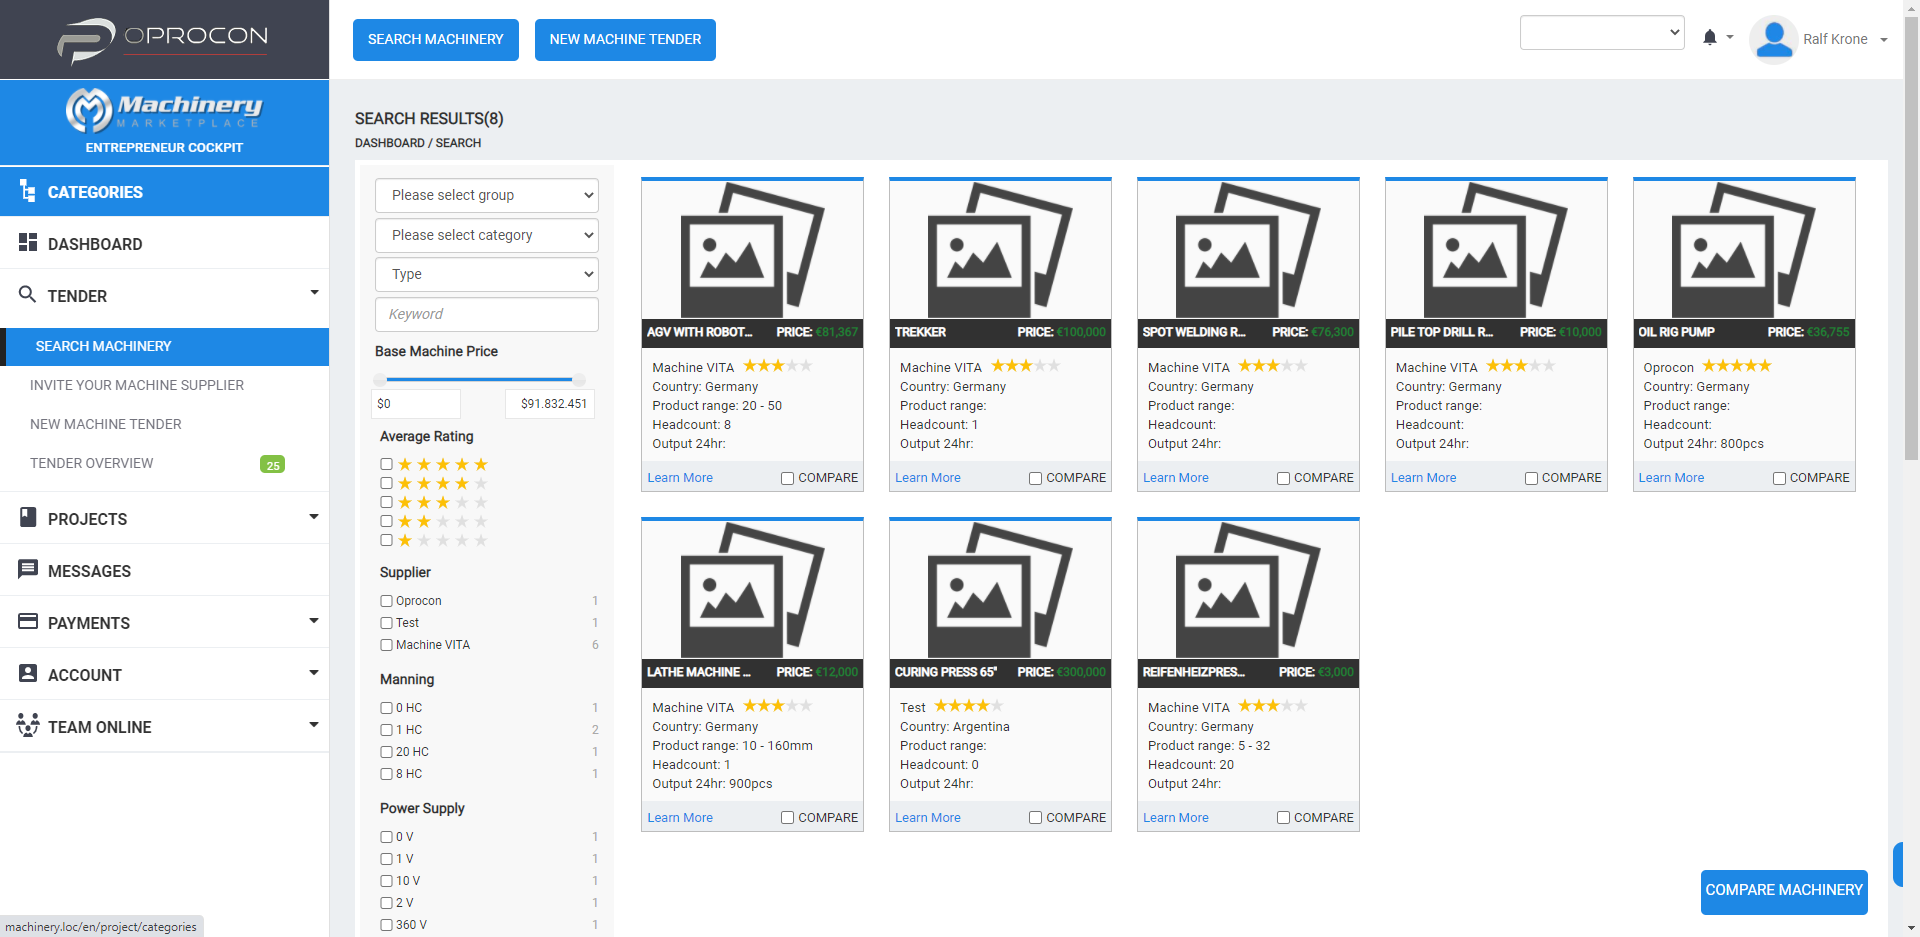 OPROCON
Machinery
MARKETPLACE
ENTREPRENEUR COCKPIT
CATEGORIES
DASHBOARD
TENDER
SEARCH MACHINERY
INVITE YOUR MACHINE SUPPLIER
NEW MACHINE TENDER
TENDER OVERVIEW 25
PROJECTS
MESSAGES
PAYMENTS
ACCOUNT
TEAM ONLINE
machinery.loc/en/project/categories
SEARCH MACHINERY NEW MACHINE TENDER Ralf Krone
SEARCH RESULTS(8)
DASHBOARD / SEARCH
Please select group
Please select category
Type
Keyword
Base Machine Price
$0 $91.832.451
Average Rating
Supplier
Oprocon 1
Test 1
Machine VITA 6
Manning
0 HC 1
1 HC 2
20 HC 1
8 HC 1
Power Supply
0 V 1
1 V 1
10 V 1
2 V 1
360 V 1
AGV WITH ROBOT... PRICE: €81,367
Machine VITA
Country: Germany
Product range: 20 - 50
Headcount: 8
Output 24hr:
Learn More COMPARE
TREKKER PRICE: €100,000
Machine VITA
Country: Germany
Product range:
Headcount: 1
Output 24hr:
Learn More COMPARE
SPOT WELDING R... PRICE: €76,300
Machine VITA
Country: Germany
Product range:
Headcount:
Output 24hr:
Learn More COMPARE
PILE TOP DRILL R... PRICE: €10,000
Machine VITA
Country: Germany
Product range:
Headcount:
Output 24hr:
Learn More COMPARE
OIL RIG PUMP PRICE: €36,755
Oprocon
Country: Germany
Product range:
Headcount:
Output 24hr: 800pcs
Learn More COMPARE
LATHE MACHINE ... PRICE: €12,000
Machine VITA
Country: Germany
Product range: 10 - 160mm
Headcount: 1
Output 24hr: 900pcs
Learn More COMPARE
CURING PRESS 65" PRICE: €300,000
Test
Country: Argentina
Product range:
Headcount: 0
Output 24hr:
Learn More COMPARE
REIFENHEIZPRES... PRICE: €3,000
Machine VITA
Country: Germany
Product range: 5 - 32
Headcount: 20
Output 24hr:
Learn More COMPARE
COMPARE MACHINERY